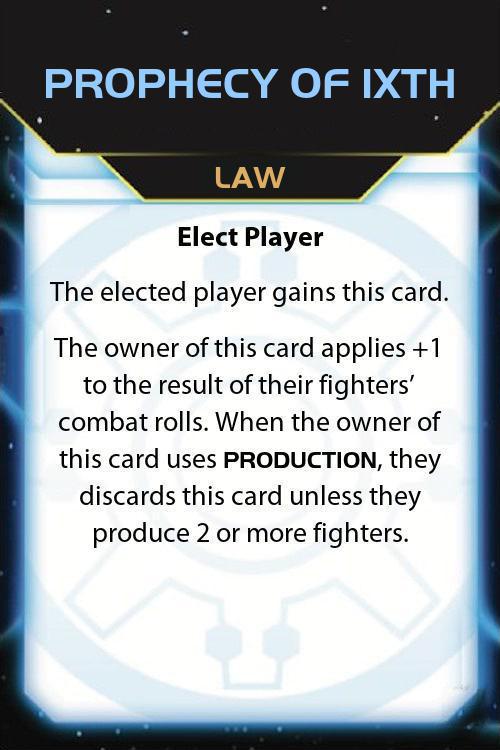 PROPHECY OF IXTH
LAW
Elect Player
The elected player gains this card.
The owner of this card applies +1
to the result of their fighters’
combat rolls. When the owner of
this card uses PRODUCTION, they
discards this card unless they
produce 2 or more fighters.